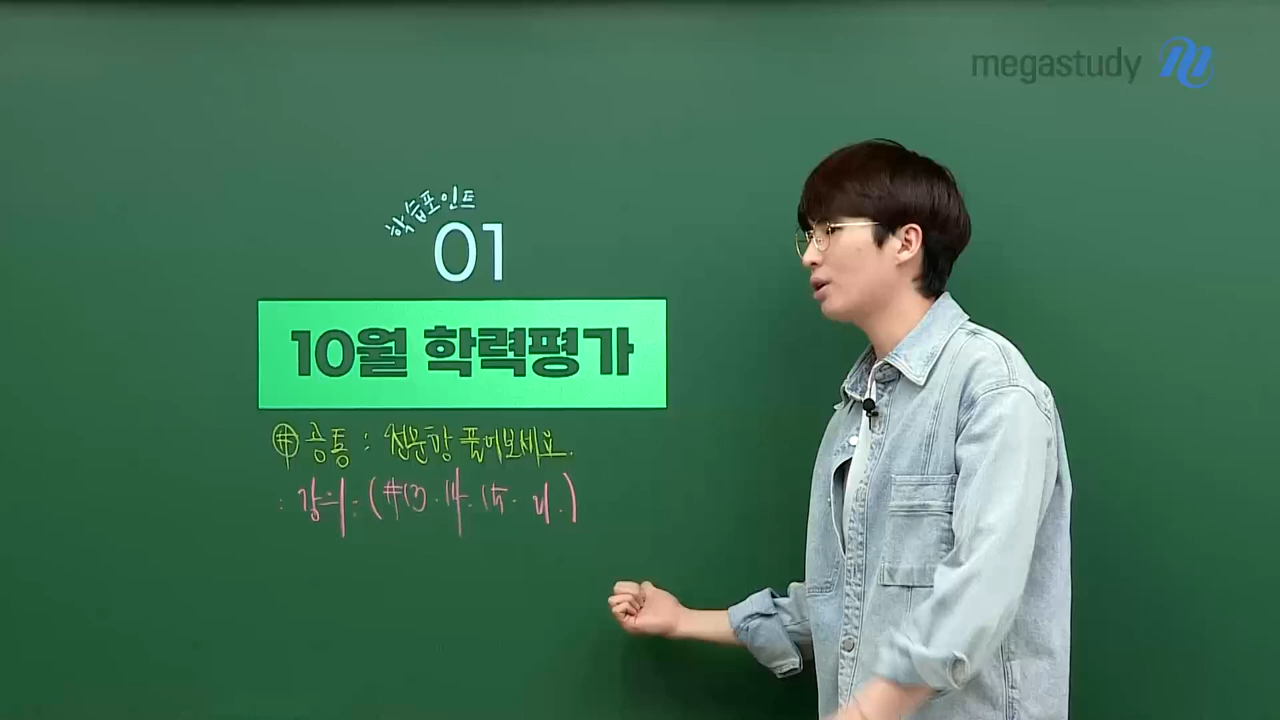 megastudy
학습포인트
01
10월 학력평가
# 공통 : 전문항 풀어보세요.
: 강의 : (#13. 14. 15. 21.)